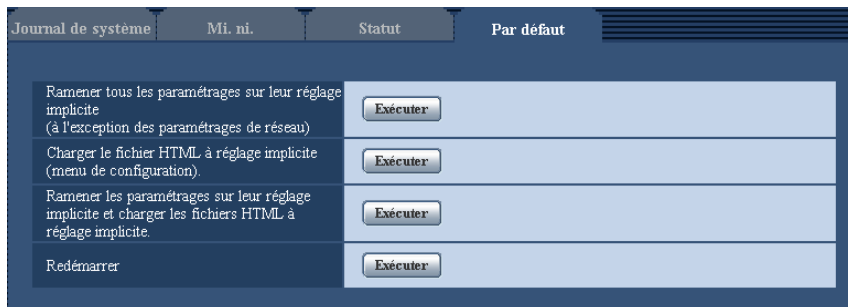 Journal de système Mi. ni. Statut Par défaut
Ramener tous les paramétrages sur leur réglage
implicite
(à l'exception des paramétrages de réseau)
Exécuter
Charger le fichier HTML à réglage implicite
(menu de configuration).
Exécuter
Ramener les paramétrages sur leur réglage
implicite et charger les fichiers HTML à
réglage implicite.
Exécuter
Redémarrer
Exécuter